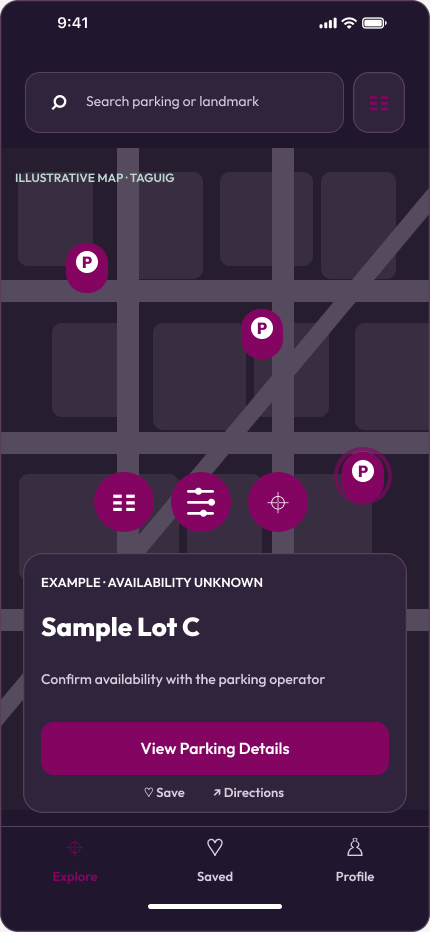 9:41
Search parking or landmark
ILLUSTRATIVE MAP · TAGUIG
P
P
P
EXAMPLE · AVAILABILITY UNKNOWN
Sample Lot C
Confirm availability with the parking operator
View Parking Details
♡ Save ↗ Directions
Explore Saved Profile